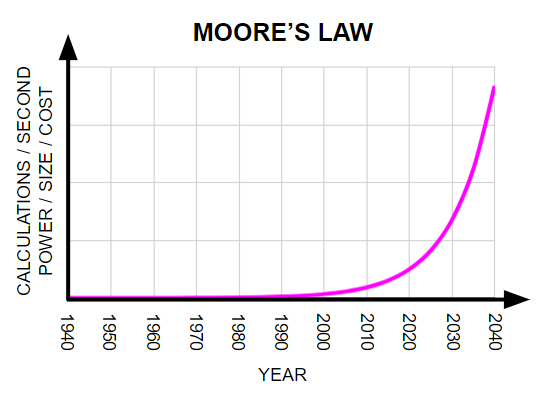 MOORE’S LAW
CALCULATIONS / SECOND
POWER / SIZE / COST
1940
1950
1960
1970
1980
1990
2000
2010
2020
2030
2040
YEAR